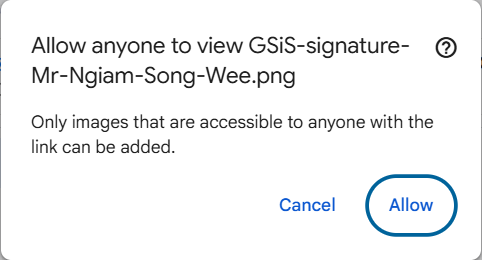 Allow anyone to view GSiS-signature-
Mr-Ngiam-Song-Wee.png
Only images that are accessible to anyone with the
link can be added.
Cancel
Allow